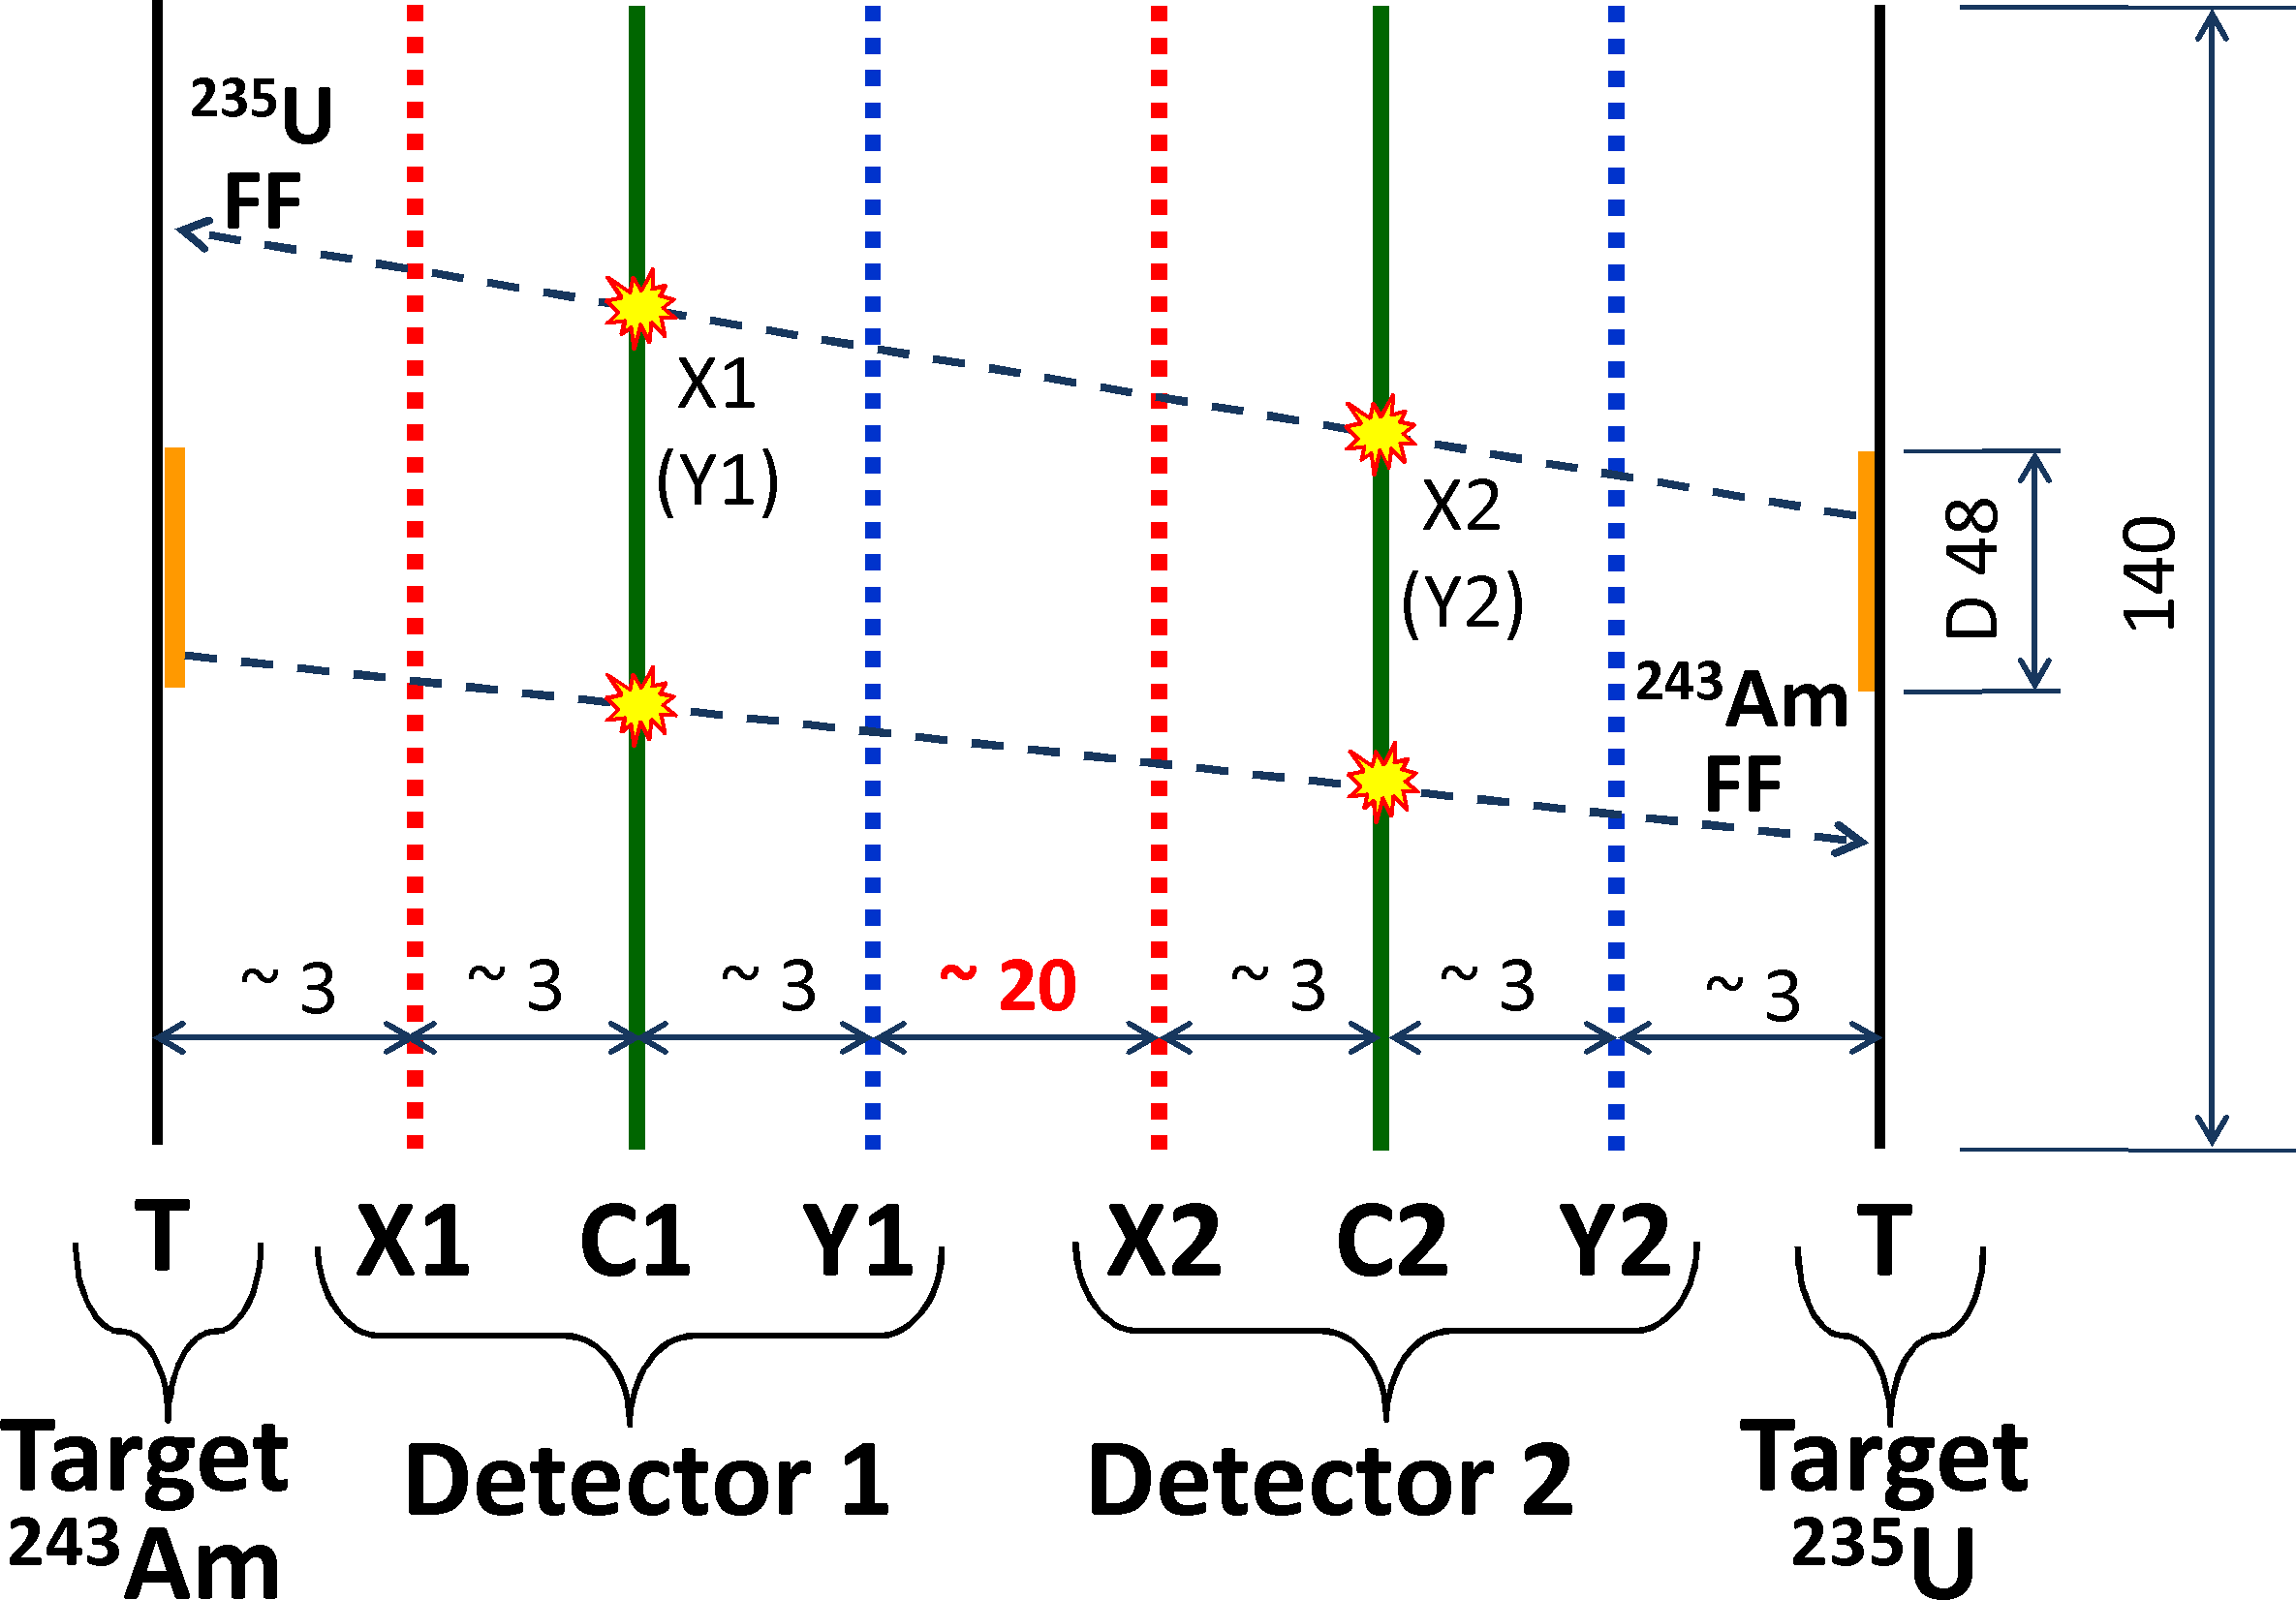 ²³⁵U
FF
X1
(Y1)
X2
(Y2)
D 48
140
²⁴³Am
FF
~ 3
~ 3
~ 3
~ 20
~ 3
~ 3
~ 3
T
X1
C1
Y1
X2
C2
Y2
T
Target
²⁴³Am
Detector 1
Detector 2
Target
²³⁵U